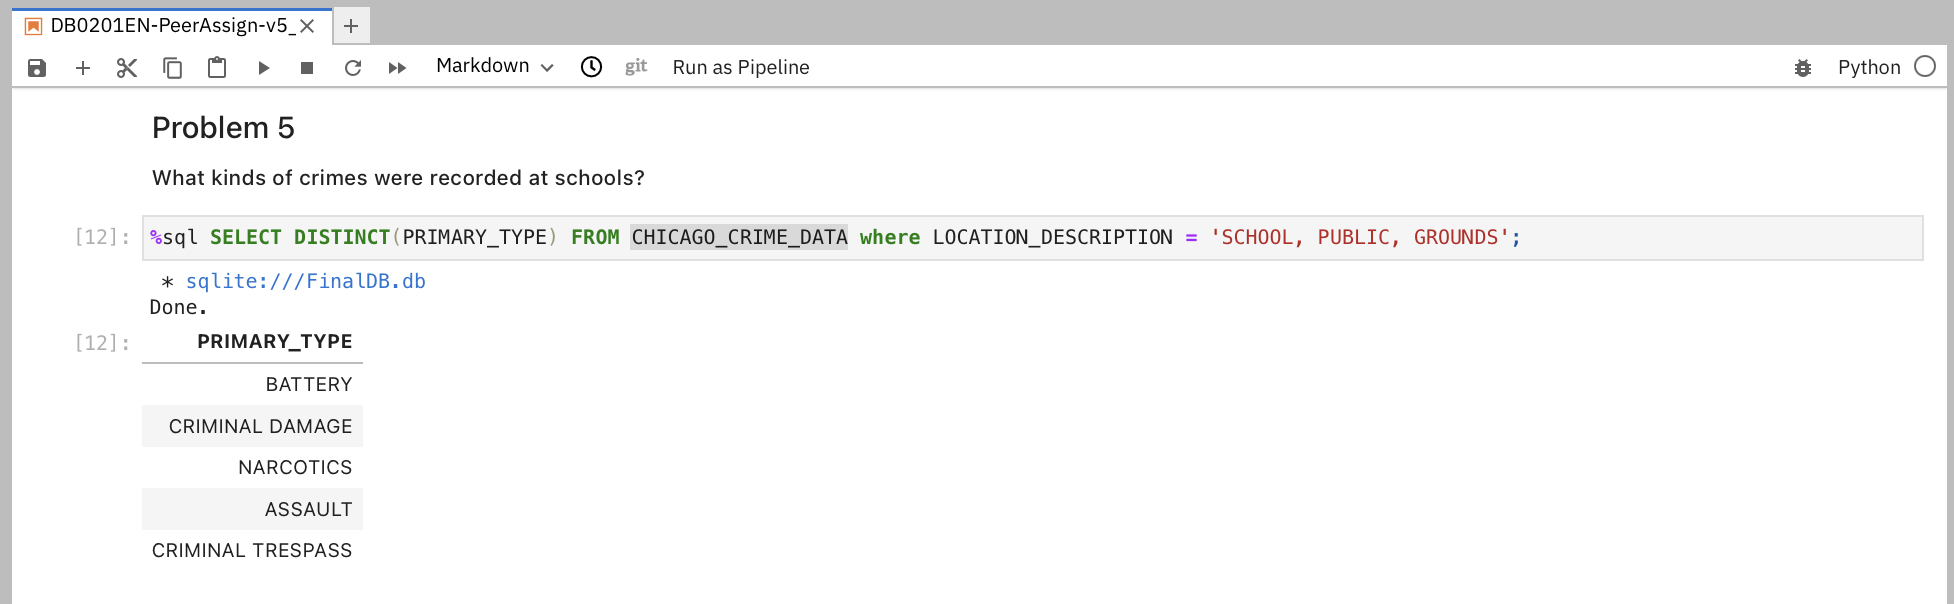 DB0201EN-PeerAssign-v5_
Markdown
git
Run as Pipeline
Python
Problem 5
What kinds of crimes were recorded at schools?
[12]: %sql SELECT DISTINCT(PRIMARY_TYPE) FROM CHICAGO_CRIME_DATA where LOCATION_DESCRIPTION = 'SCHOOL, PUBLIC, GROUNDS';
* sqlite:///FinalDB.db
Done.
[12]: PRIMARY_TYPE
BATTERY
CRIMINAL DAMAGE
NARCOTICS
ASSAULT
CRIMINAL TRESPASS